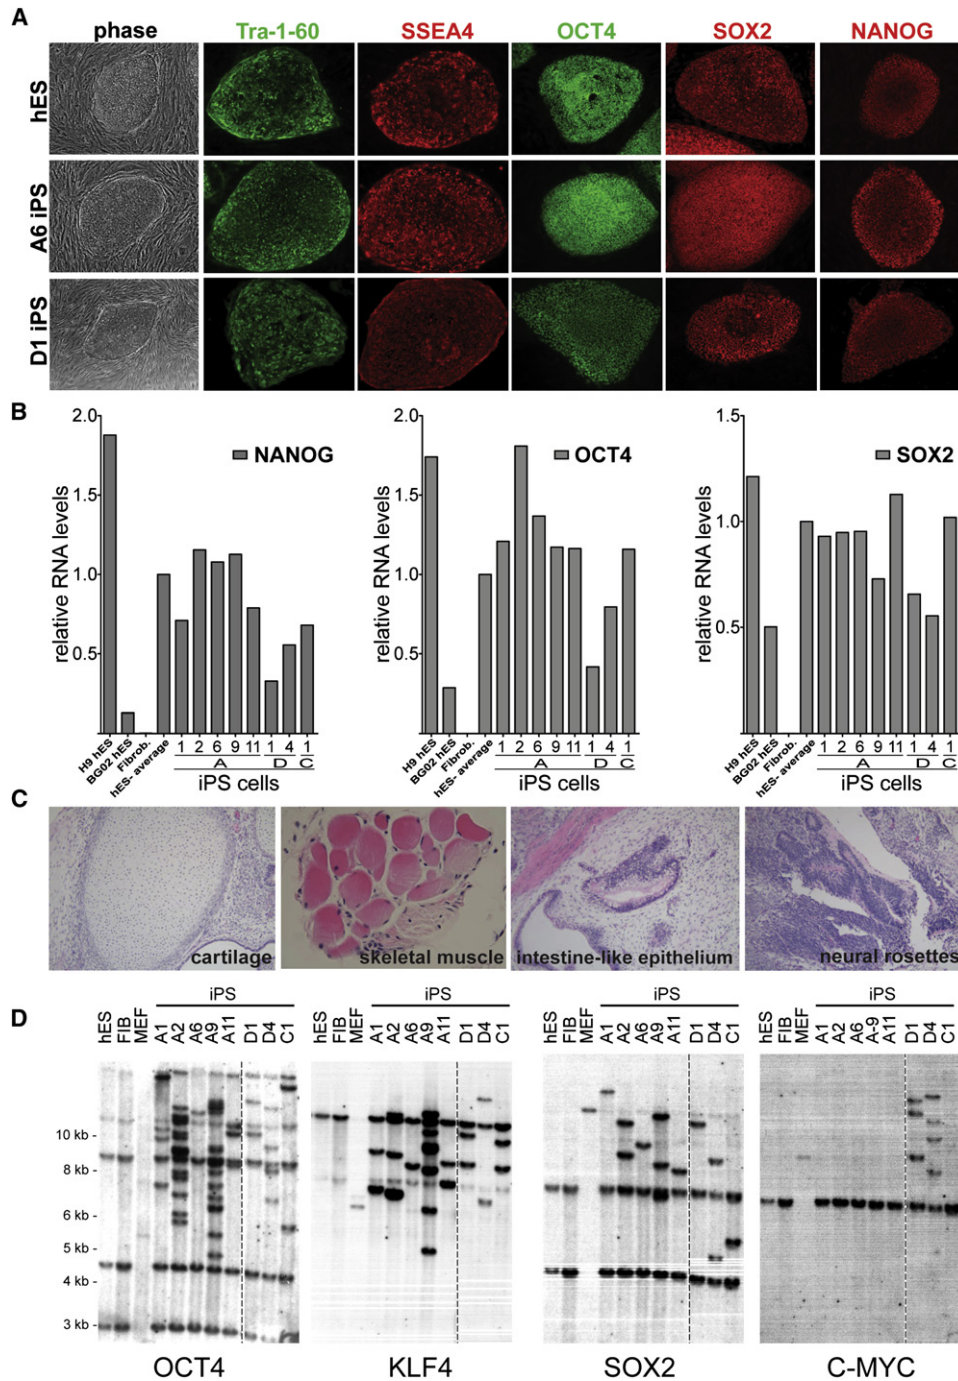 A
phase Tra-1-60 SSEA4 OCT4 SOX2 NANOG
hES
A6 iPS
D1 iPS
B
relative RNA levels
2.0
1.5
1.0
0.5
NANOG
H9 hES BG02 hES Fibrob. hES- average 1 2 6 9 11 1 4 1
A D C
iPS cells
relative RNA levels
2.0
1.5
1.0
0.5
OCT4
H9 hES BG02 hES Fibrob. hES- average 1 2 6 9 11 1 4 1
A D C
iPS cells
relative RNA levels
1.5
1.0
0.5
SOX2
H9 hES BG02 hES Fibrob. hES- average 1 2 6 9 11 1 4 1
A D C
iPS cells
C
cartilage
skeletal muscle
intestine-like epithelium
neural rosettes
D
iPS
hES FIB MEF A1 A2 A6 A9 A11 D1 D4 C1
10 kb -
8 kb -
6 kb -
5 kb -
4 kb -
3 kb -
OCT4
iPS
hES FIB MEF A1 A2 A6 A9 A11 D1 D4 C1
KLF4
iPS
hES FIB MEF A1 A2 A6 A9 A11 D1 D4 C1
SOX2
iPS
hES FIB MEF A1 A2 A6 A-9 A11 D1 D4 C1
C-MYC